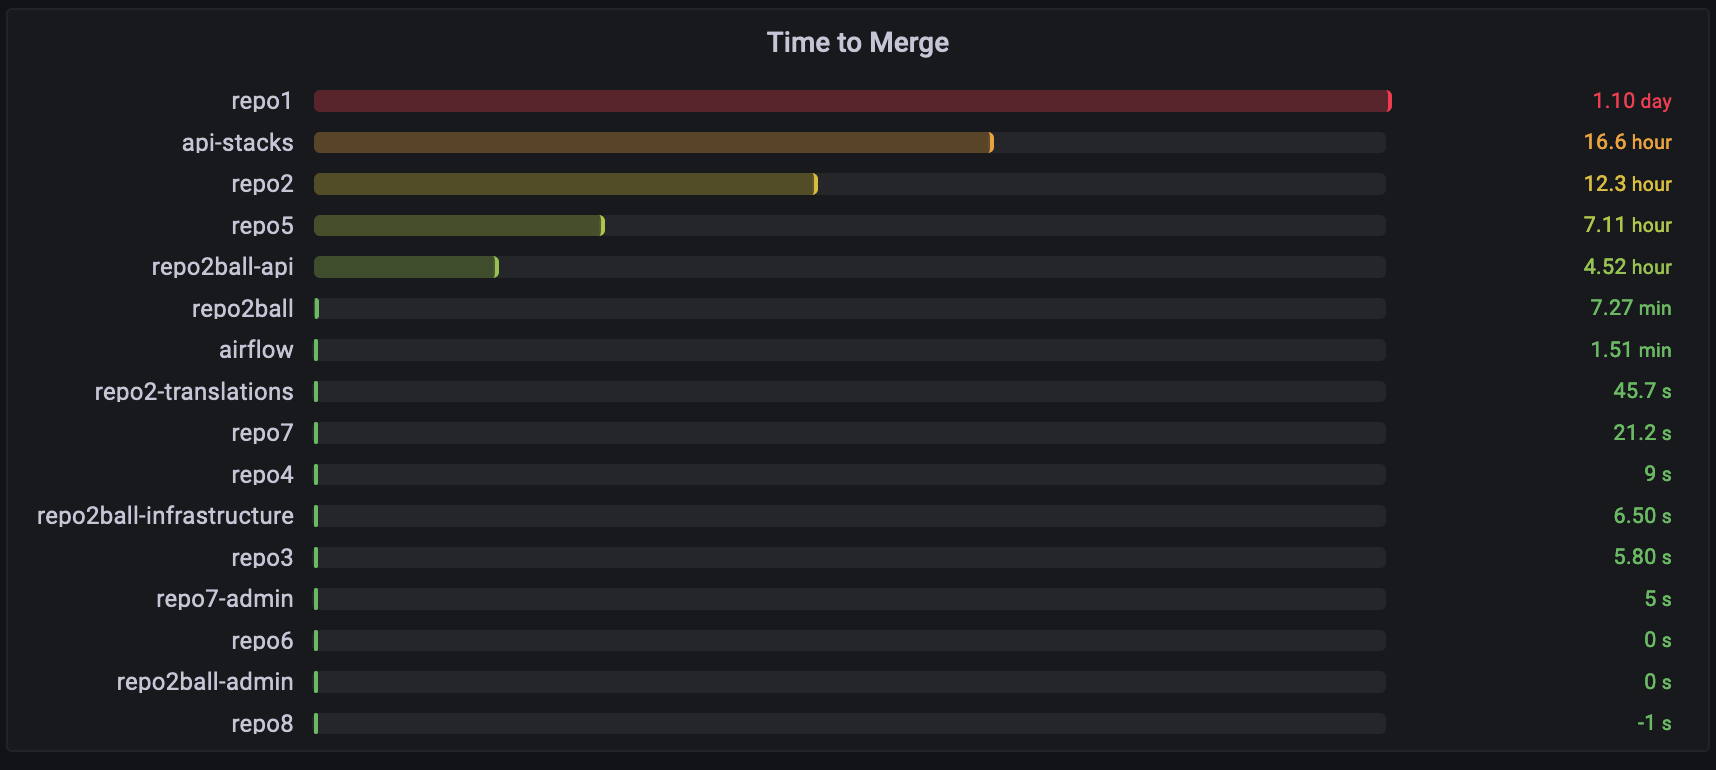 Time to Merge
repo1 1.10 day
api-stacks 16.6 hour
repo2 12.3 hour
repo5 7.11 hour
repo2ball-api 4.52 hour
repo2ball 7.27 min
airflow 1.51 min
repo2-translations 45.7 s
repo7 21.2 s
repo4 9 s
repo2ball-infrastructure 6.50 s
repo3 5.80 s
repo7-admin 5 s
repo6 0 s
repo2ball-admin 0 s
repo8 -1 s